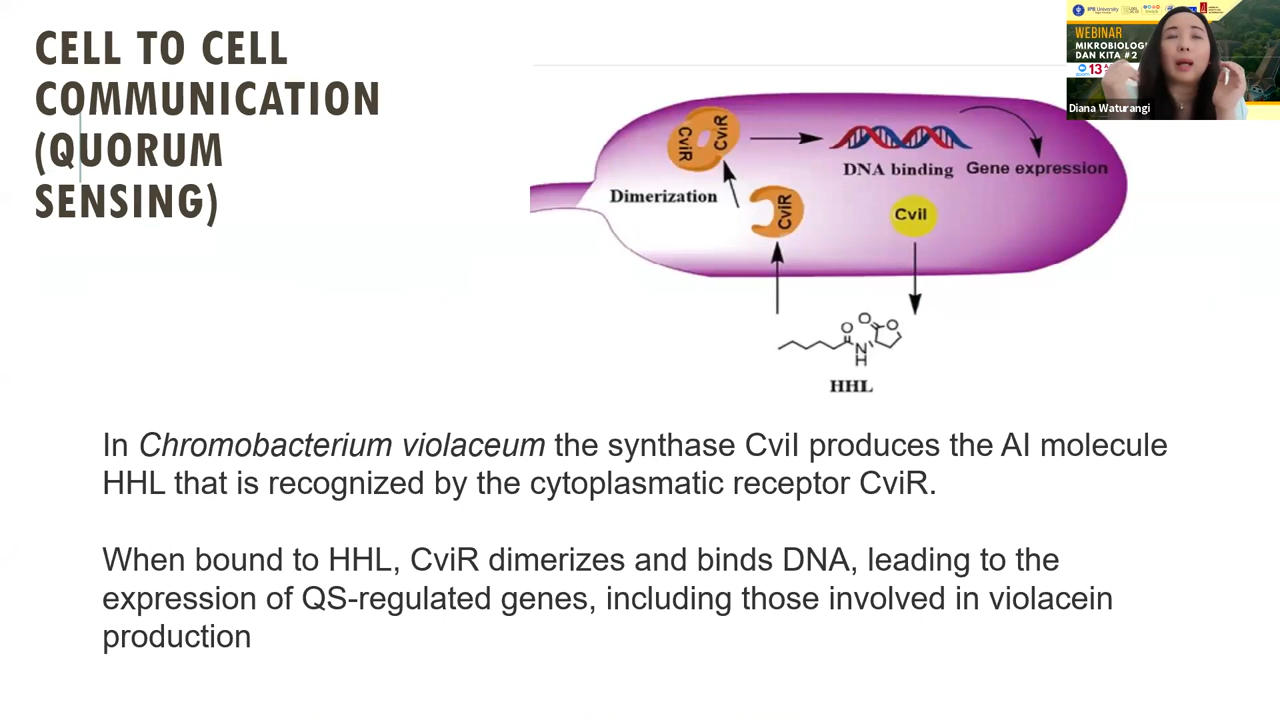 CELL TO CELL
COMMUNICATION
(QUORUM
SENSING)
IPB University
WEBINAR
MIKROBIOLOGI
DAN KITA #2
13
Diana Waturangi
CviR
CviR
DNA binding
Gene expression
Dimerization
CviR
CviI
O
O
O
N
H
HHL
In Chromobacterium violaceum the synthase CviI produces the AI molecule
HHL that is recognized by the cytoplasmatic receptor CviR.
When bound to HHL, CviR dimerizes and binds DNA, leading to the
expression of QS-regulated genes, including those involved in violacein
production